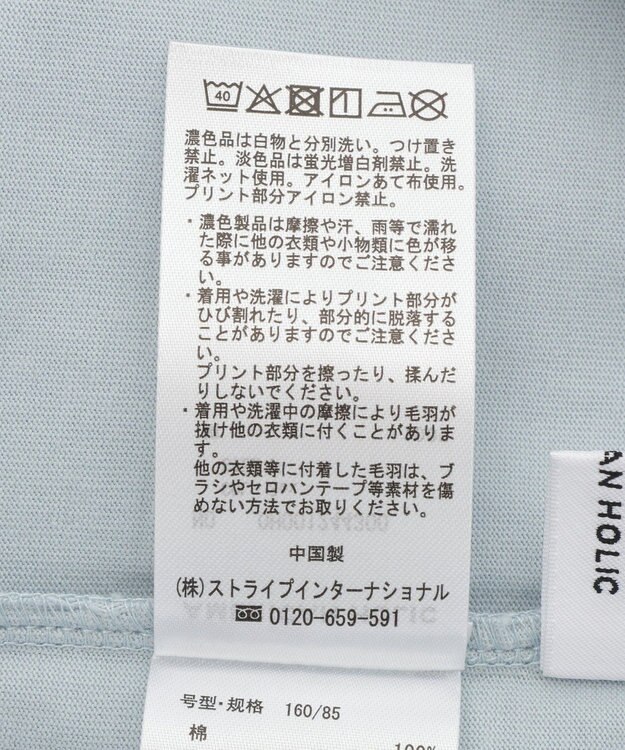 40
濃色品は白物と分別洗い。つけ置き
禁止。淡色品は蛍光増白剤禁止。洗
濯ネット使用。アイロンあて布使用。
プリント部分アイロン禁止。
・濃色製品は摩擦や汗、雨等で濡れ
た際に他の衣類や小物類に色が移
る事がありますのでご注意くださ
い。
・着用や洗濯によりプリント部分が
ひび割れたり、部分的に脱落する
ことがありますのでご注意くださ
い。
プリント部分を擦ったり、揉んだ
りしないでください。
・着用や洗濯中の摩擦により毛羽が
抜け他の衣類に付くことがありま
す。
他の衣類等に付着した毛羽は、ブ
ラシやセロハンテープ等素材を傷
めない方法でお取りください。
中国製
(株)ストライプインターナショナル
0120-659-591
号型・规格 160/85
棉 100%
AN HOLIC